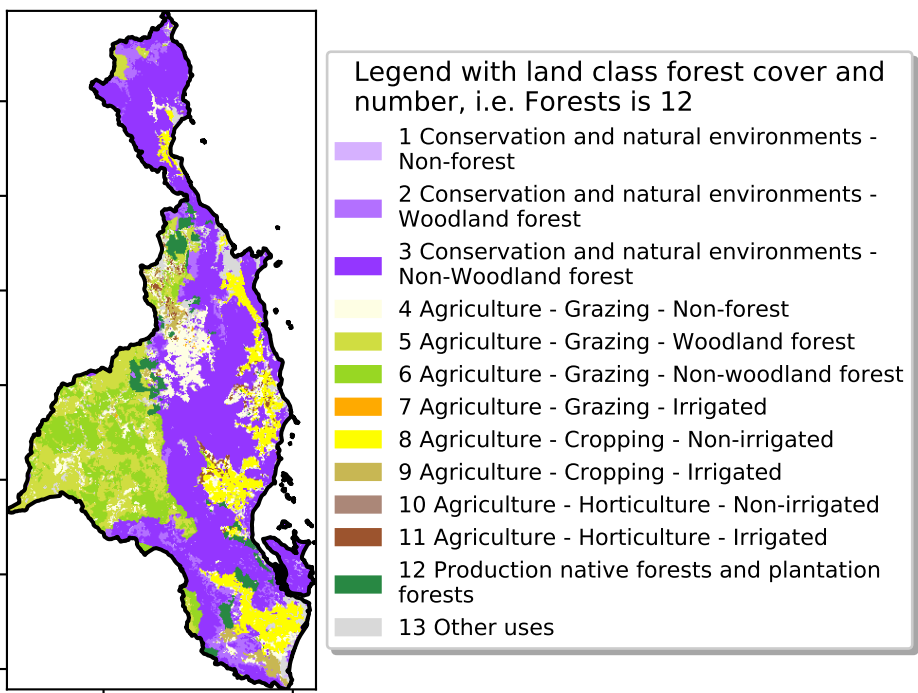 Legend with land class forest cover and
number, i.e. Forests is 12
1 Conservation and natural environments -
Non-forest
2 Conservation and natural environments -
Woodland forest
3 Conservation and natural environments -
Non-Woodland forest
4 Agriculture - Grazing - Non-forest
5 Agriculture - Grazing - Woodland forest
6 Agriculture - Grazing - Non-woodland forest
7 Agriculture - Grazing - Irrigated
8 Agriculture - Cropping - Non-irrigated
9 Agriculture - Cropping - Irrigated
10 Agriculture - Horticulture - Non-irrigated
11 Agriculture - Horticulture - Irrigated
12 Production native forests and plantation
forests
13 Other uses